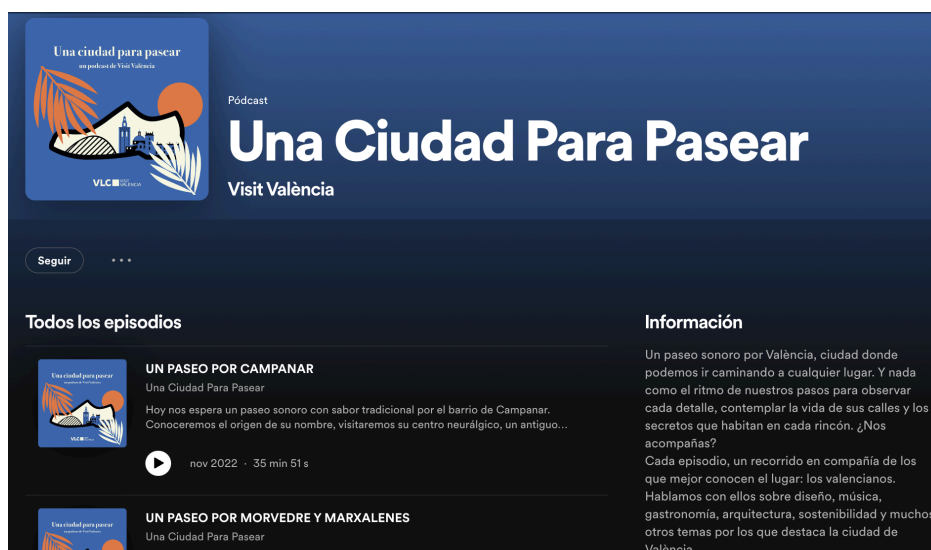 Una ciudad para pasear
un podcast de Visit València
VLC VISIT VALÈNCIA
Pódcast
Una Ciudad Para Pasear
Visit València
Seguir
Todos los episodios
Información
Una ciudad para pasear
un podcast de Visit València
VLC
UN PASEO POR CAMPANAR
Una Ciudad Para Pasear
Hoy nos espera un paseo sonoro con sabor tradicional por el barrio de Campanar.
Conoceremos el origen de su nombre, visitaremos su centro neurálgico, un antiguo...
nov 2022 · 35 min 51 s
Una ciudad para pasear
un podcast de Visit València
UN PASEO POR MORVEDRE Y MARXALENES
Una Ciudad Para Pasear
Un paseo sonoro por València, ciudad donde
podemos ir caminando a cualquier lugar. Y nada
como el ritmo de nuestros pasos para observar
cada detalle, contemplar la vida de sus calles y los
secretos que habitan en cada rincón. ¿Nos
acompañas?
Cada episodio, un recorrido en compañía de los
que mejor conocen el lugar: los valencianos.
Hablamos con ellos sobre diseño, música,
gastronomía, arquitectura, sostenibilidad y muchos
otros temas por los que destaca la ciudad de
València